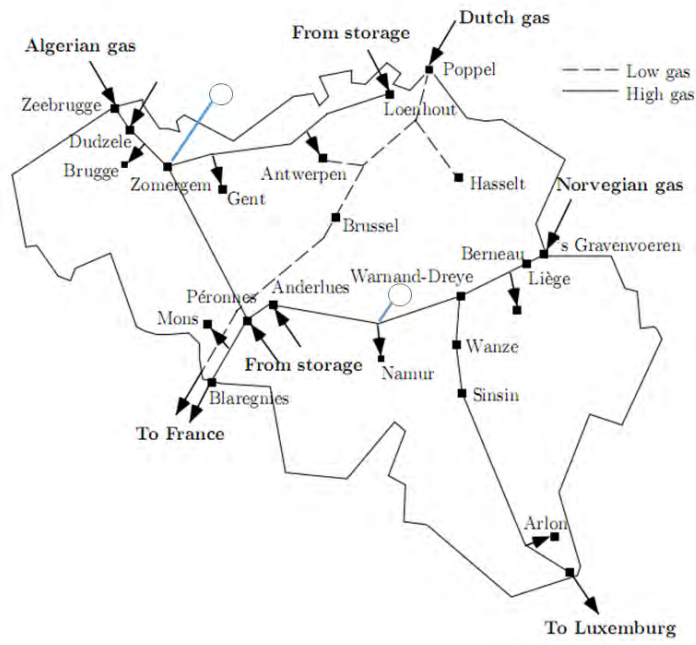 Dutch gas
From storage
Algerian gas
Poppel
Low gas
High gas
Zeebrugge
Loenhout
Dudzele
Brugge
Zomergem
Antwerpen
Gent
Hasselt
Norvegian gas
Brussel
's Gravenvoeren
Berneau
Liège
Warnand-Dreye
Anderlues
Péronnes
Mons
Wanze
From storage
Namur
Sinsin
Blaregnies
To France
Arlon
To Luxemburg